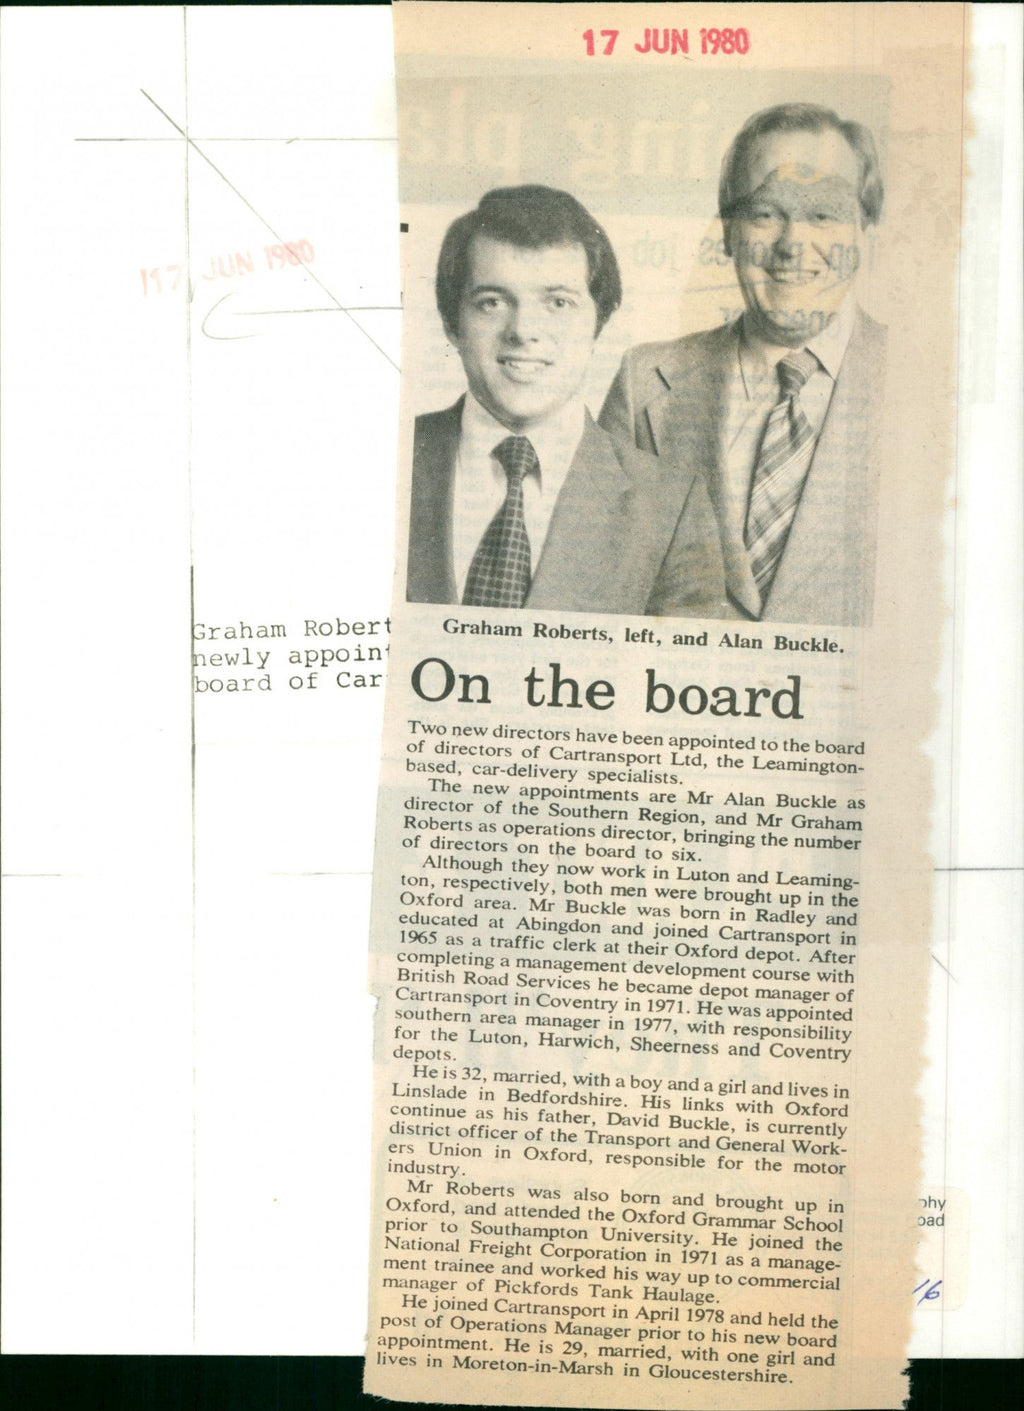 17 JUN 1980
17 JUN 1980
Graham Robert
newly appoint
board of Car
Graham Roberts, left, and Alan Buckle.
On the board
Two new directors have been appointed to the board
of directors of Cartransport Ltd, the Leamington-
based, car-delivery specialists.
The new appointments are Mr Alan Buckle as
director of the Southern Region, and Mr Graham
Roberts as operations director, bringing the number
of directors on the board to six.
Although they now work in Luton and Leaming-
ton, respectively, both men were brought up in the
Oxford area. Mr Buckle was born in Radley and
educated at Abingdon and joined Cartransport in
1965 as a traffic clerk at their Oxford depot. After
completing a management development course with
British Road Services he became depot manager of
Cartransport in Coventry in 1971. He was appointed
southern area manager in 1977, with responsibility
for the Luton, Harwich, Sheerness and Coventry
depots.
He is 32, married, with a boy and a girl and lives in
Linslade in Bedfordshire. His links with Oxford
continue as his father, David Buckle, is currently
district officer of the Transport and General Work-
ers Union in Oxford, responsible for the motor
industry.
Mr Roberts was also born and brought up in
Oxford, and attended the Oxford Grammar School
prior to Southampton University. He joined the
National Freight Corporation in 1971 as a manage-
ment trainee and worked his way up to commercial
manager of Pickfords Tank Haulage.
He joined Cartransport in April 1978 and held the
post of Operations Manager prior to his new board
appointment. He is 29, married, with one girl and
lives in Moreton-in-Marsh in Gloucestershire.
phy
oad
16